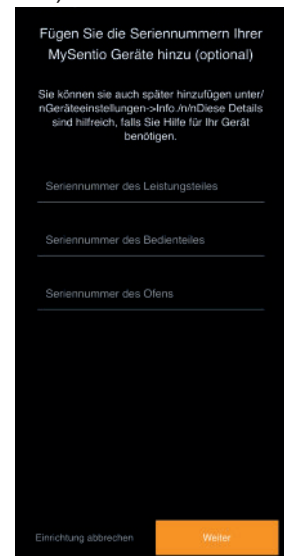 Fügen Sie die Seriennummern Ihrer
MySentio Geräte hinzu (optional)
Sie können sie auch später hinzufügen unter/
nGeräteeinstellungen->Info./n/nDiese Details
sind hilfreich, falls Sie Hilfe für Ihr Gerät
benötigen.
Seriennummer des Leistungsteiles
Seriennummer des Bedienteiles
Seriennummer des Ofens
Einrichtung abbrechen
Weiter